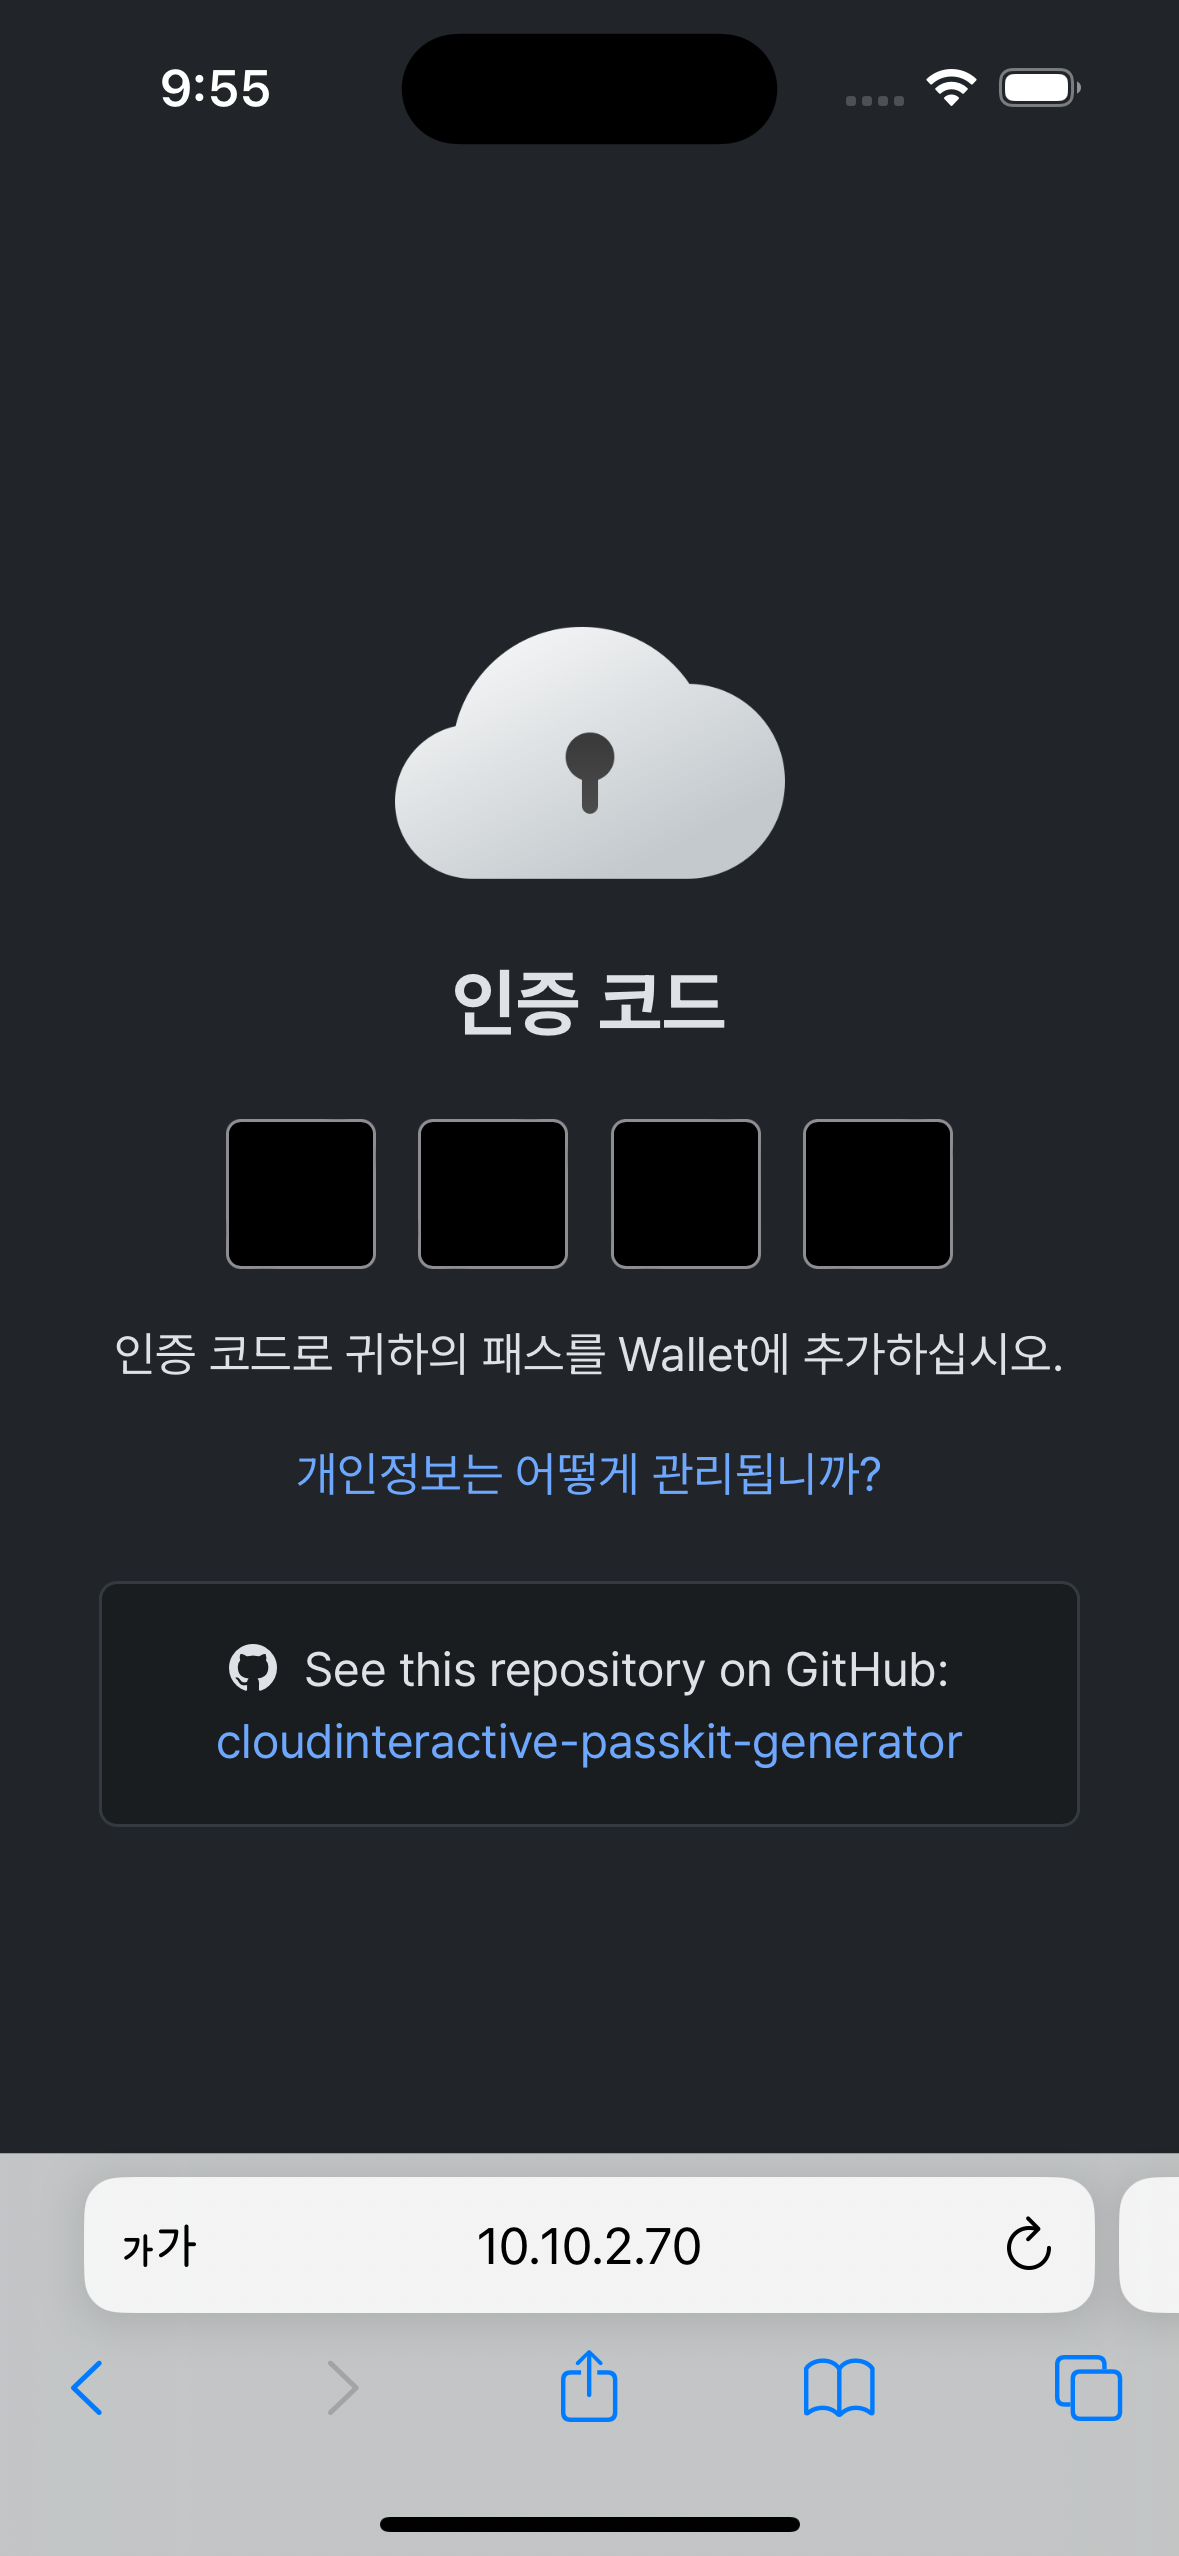 9:55
인증 코드
인증 코드로 귀하의 패스를 Wallet에 추가하십시오.
개인정보는 어떻게 관리됩니까?
See this repository on GitHub:
cloudinteractive-passkit-generator
가가 10.10.2.70